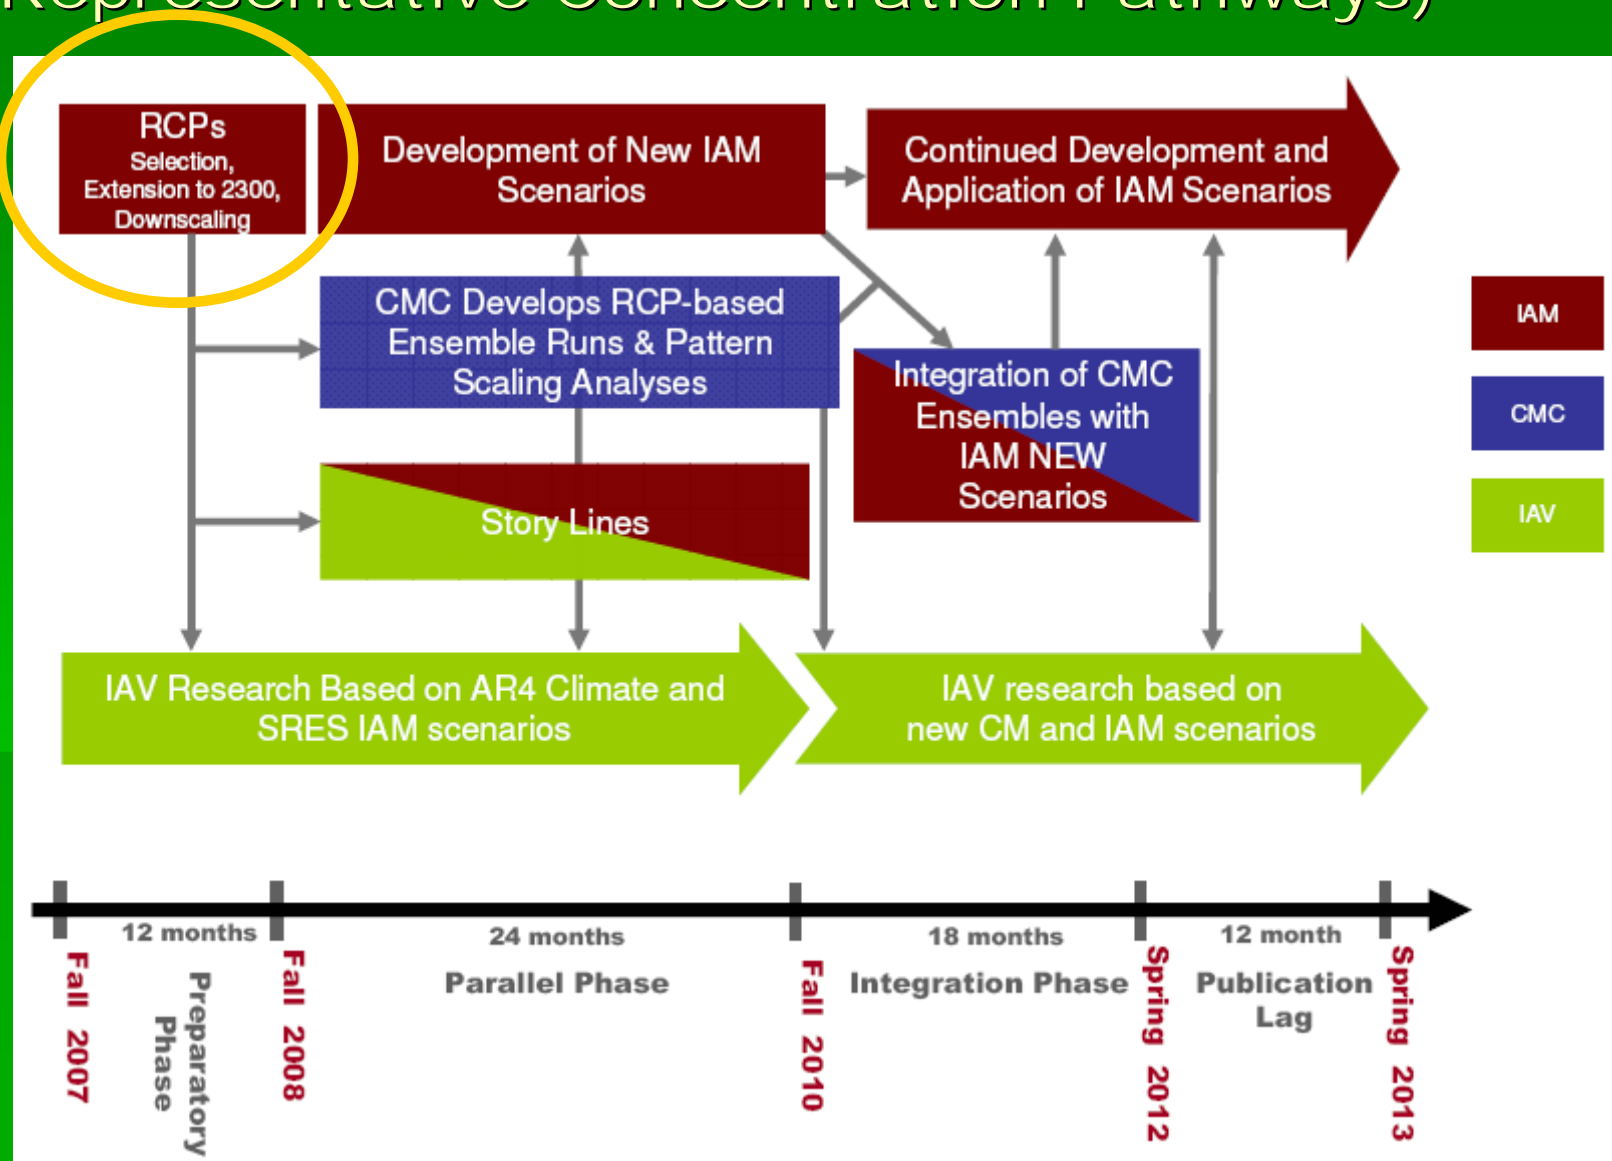 Representative Concentration Pathways)
RCPs
Selection,
Extension to 2300,
Downscaling
Development of New IAM
Scenarios
Continued Development and
Application of IAM Scenarios
CMC Develops RCP-based
Ensemble Runs & Pattern
Scaling Analyses
Integration of CMC
Ensembles with
IAM NEW
Scenarios
Story Lines
IAM
CMC
IAV
IAV Research Based on AR4 Climate and
SRES IAM scenarios
IAV research based on
new CM and IAM scenarios
12 months
24 months
18 months
12 month
Fall 2007
Preparatory
Phase
Fall 2008
Parallel Phase
Fall 2010
Integration Phase
Spring 2012
Publication
Lag
Spring 2013